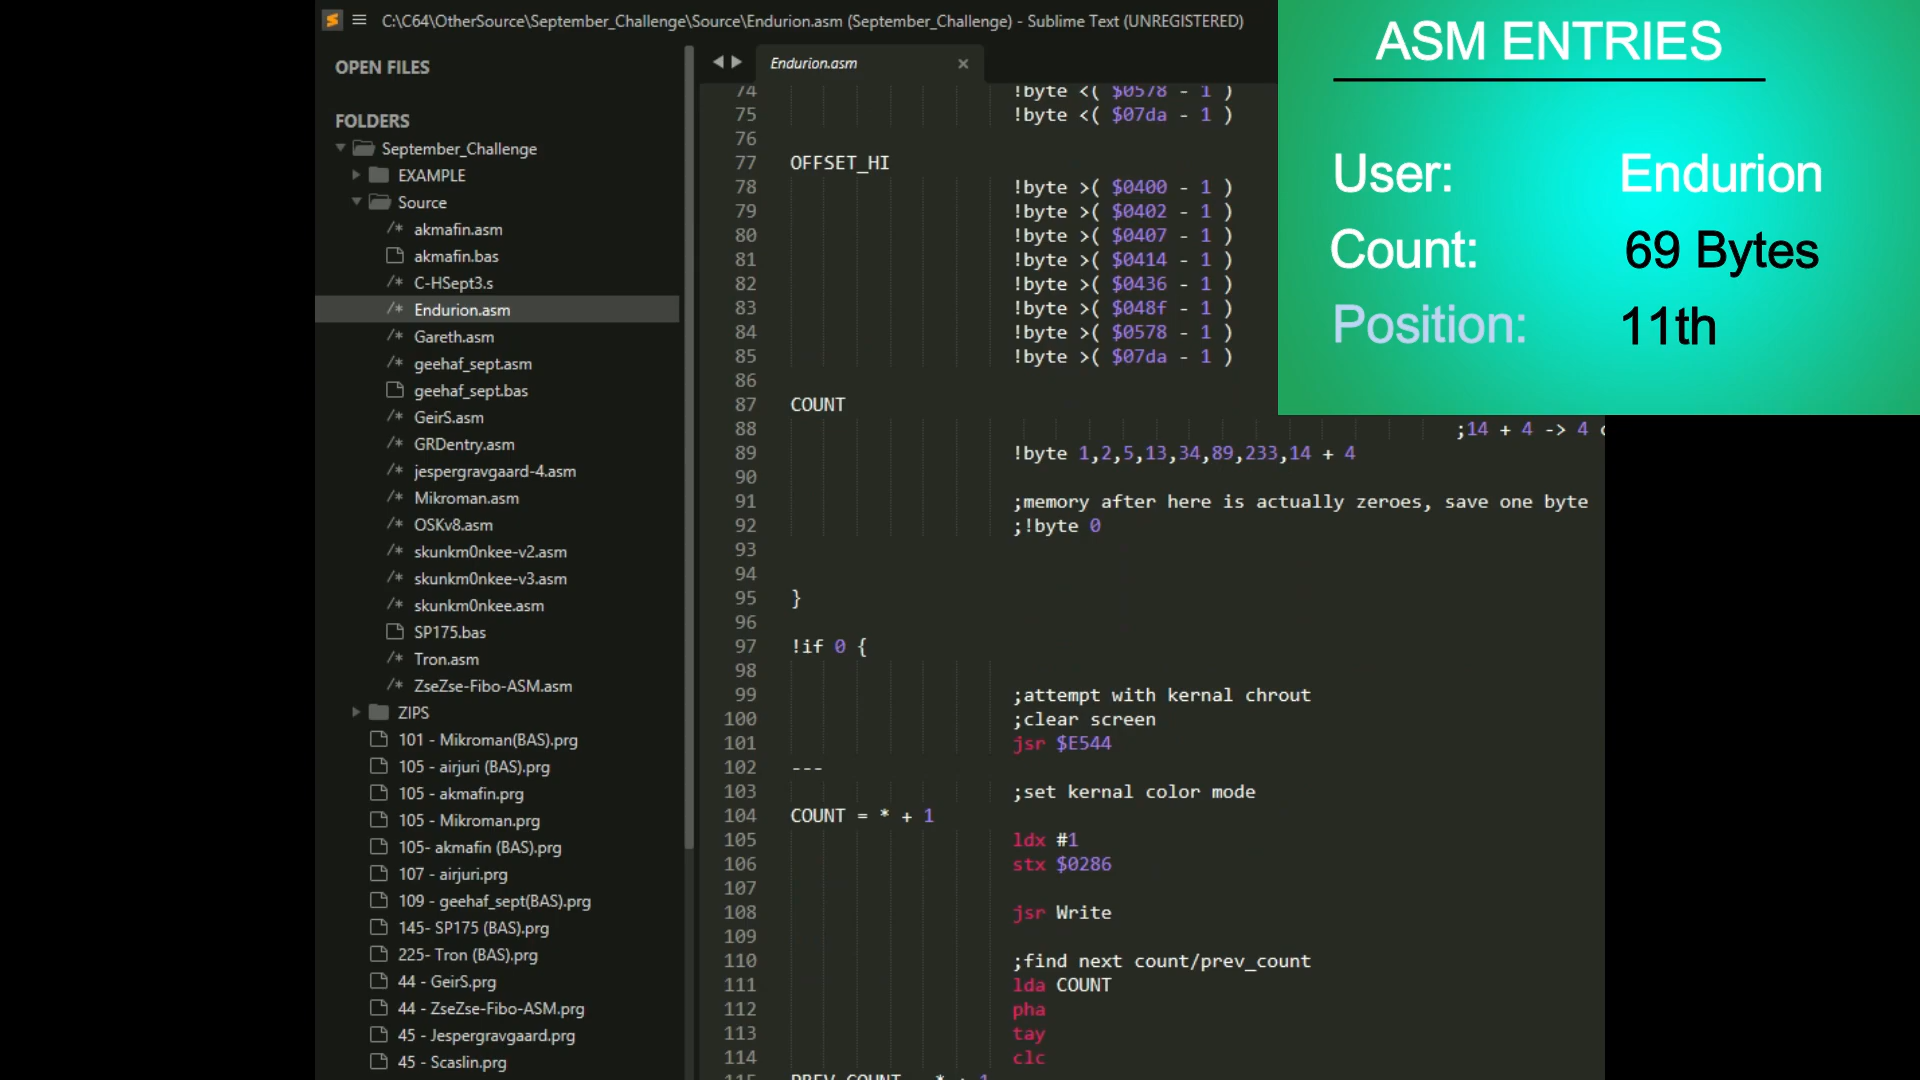 C:\C64\OtherSource\September_Challenge\Source\Endurion.asm (September_Challenge) - Sublime Text (UNREGISTERED)
OPEN FILES
FOLDERS
September_Challenge
EXAMPLE
Source
/* akmafin.asm
akmafin.bas
/* C-HSept3.s
/* Endurion.asm
/* Gareth.asm
/* geehaf_sept.asm
geehaf_sept.bas
/* GeirS.asm
/* GRDentry.asm
/* jespergravgaard-4.asm
/* Mikroman.asm
/* OSKv8.asm
/* skunkm0nkee-v2.asm
/* skunkm0nkee-v3.asm
/* skunkm0nkee.asm
SP175.bas
/* Tron.asm
/* ZseZse-Fibo-ASM.asm
ZIPS
101 - Mikroman(BAS).prg
105 - airjuri (BAS).prg
105 - akmafin.prg
105 - Mikroman.prg
105- akmafin (BAS).prg
107 - airjuri.prg
109 - geehaf_sept(BAS).prg
145- SP175 (BAS).prg
225- Tron (BAS).prg
44 - GeirS.prg
44 - ZseZse-Fibo-ASM.prg
45 - Jespergravgaard.prg
45 - Scaslin.prg
Endurion.asm
74 !byte <( $0578 - 1 )
75 !byte <( $07da - 1 )
76
77 OFFSET_HI
78 !byte >( $0400 - 1 )
79 !byte >( $0402 - 1 )
80 !byte >( $0407 - 1 )
81 !byte >( $0414 - 1 )
82 !byte >( $0436 - 1 )
83 !byte >( $048f - 1 )
84 !byte >( $0578 - 1 )
85 !byte >( $07da - 1 )
86
87 COUNT
88 ;14 + 4 -> 4
89 !byte 1,2,5,13,34,89,233,14 + 4
90
91 ;memory after here is actually zeroes, save one byte
92 ;!byte 0
93
94
95 }
96
97 !if 0 {
98
99 ;attempt with kernal chrout
100 ;clear screen
101 jsr $E544
102 ---
103 ;set kernal color mode
104 COUNT = * + 1
105 ldx #1
106 stx $0286
107
108 jsr Write
109
110 ;find next count/prev_count
111 lda COUNT
112 pha
113 tay
114 clc
ASM ENTRIES
User: Endurion
Count: 69 Bytes
Position: 11th